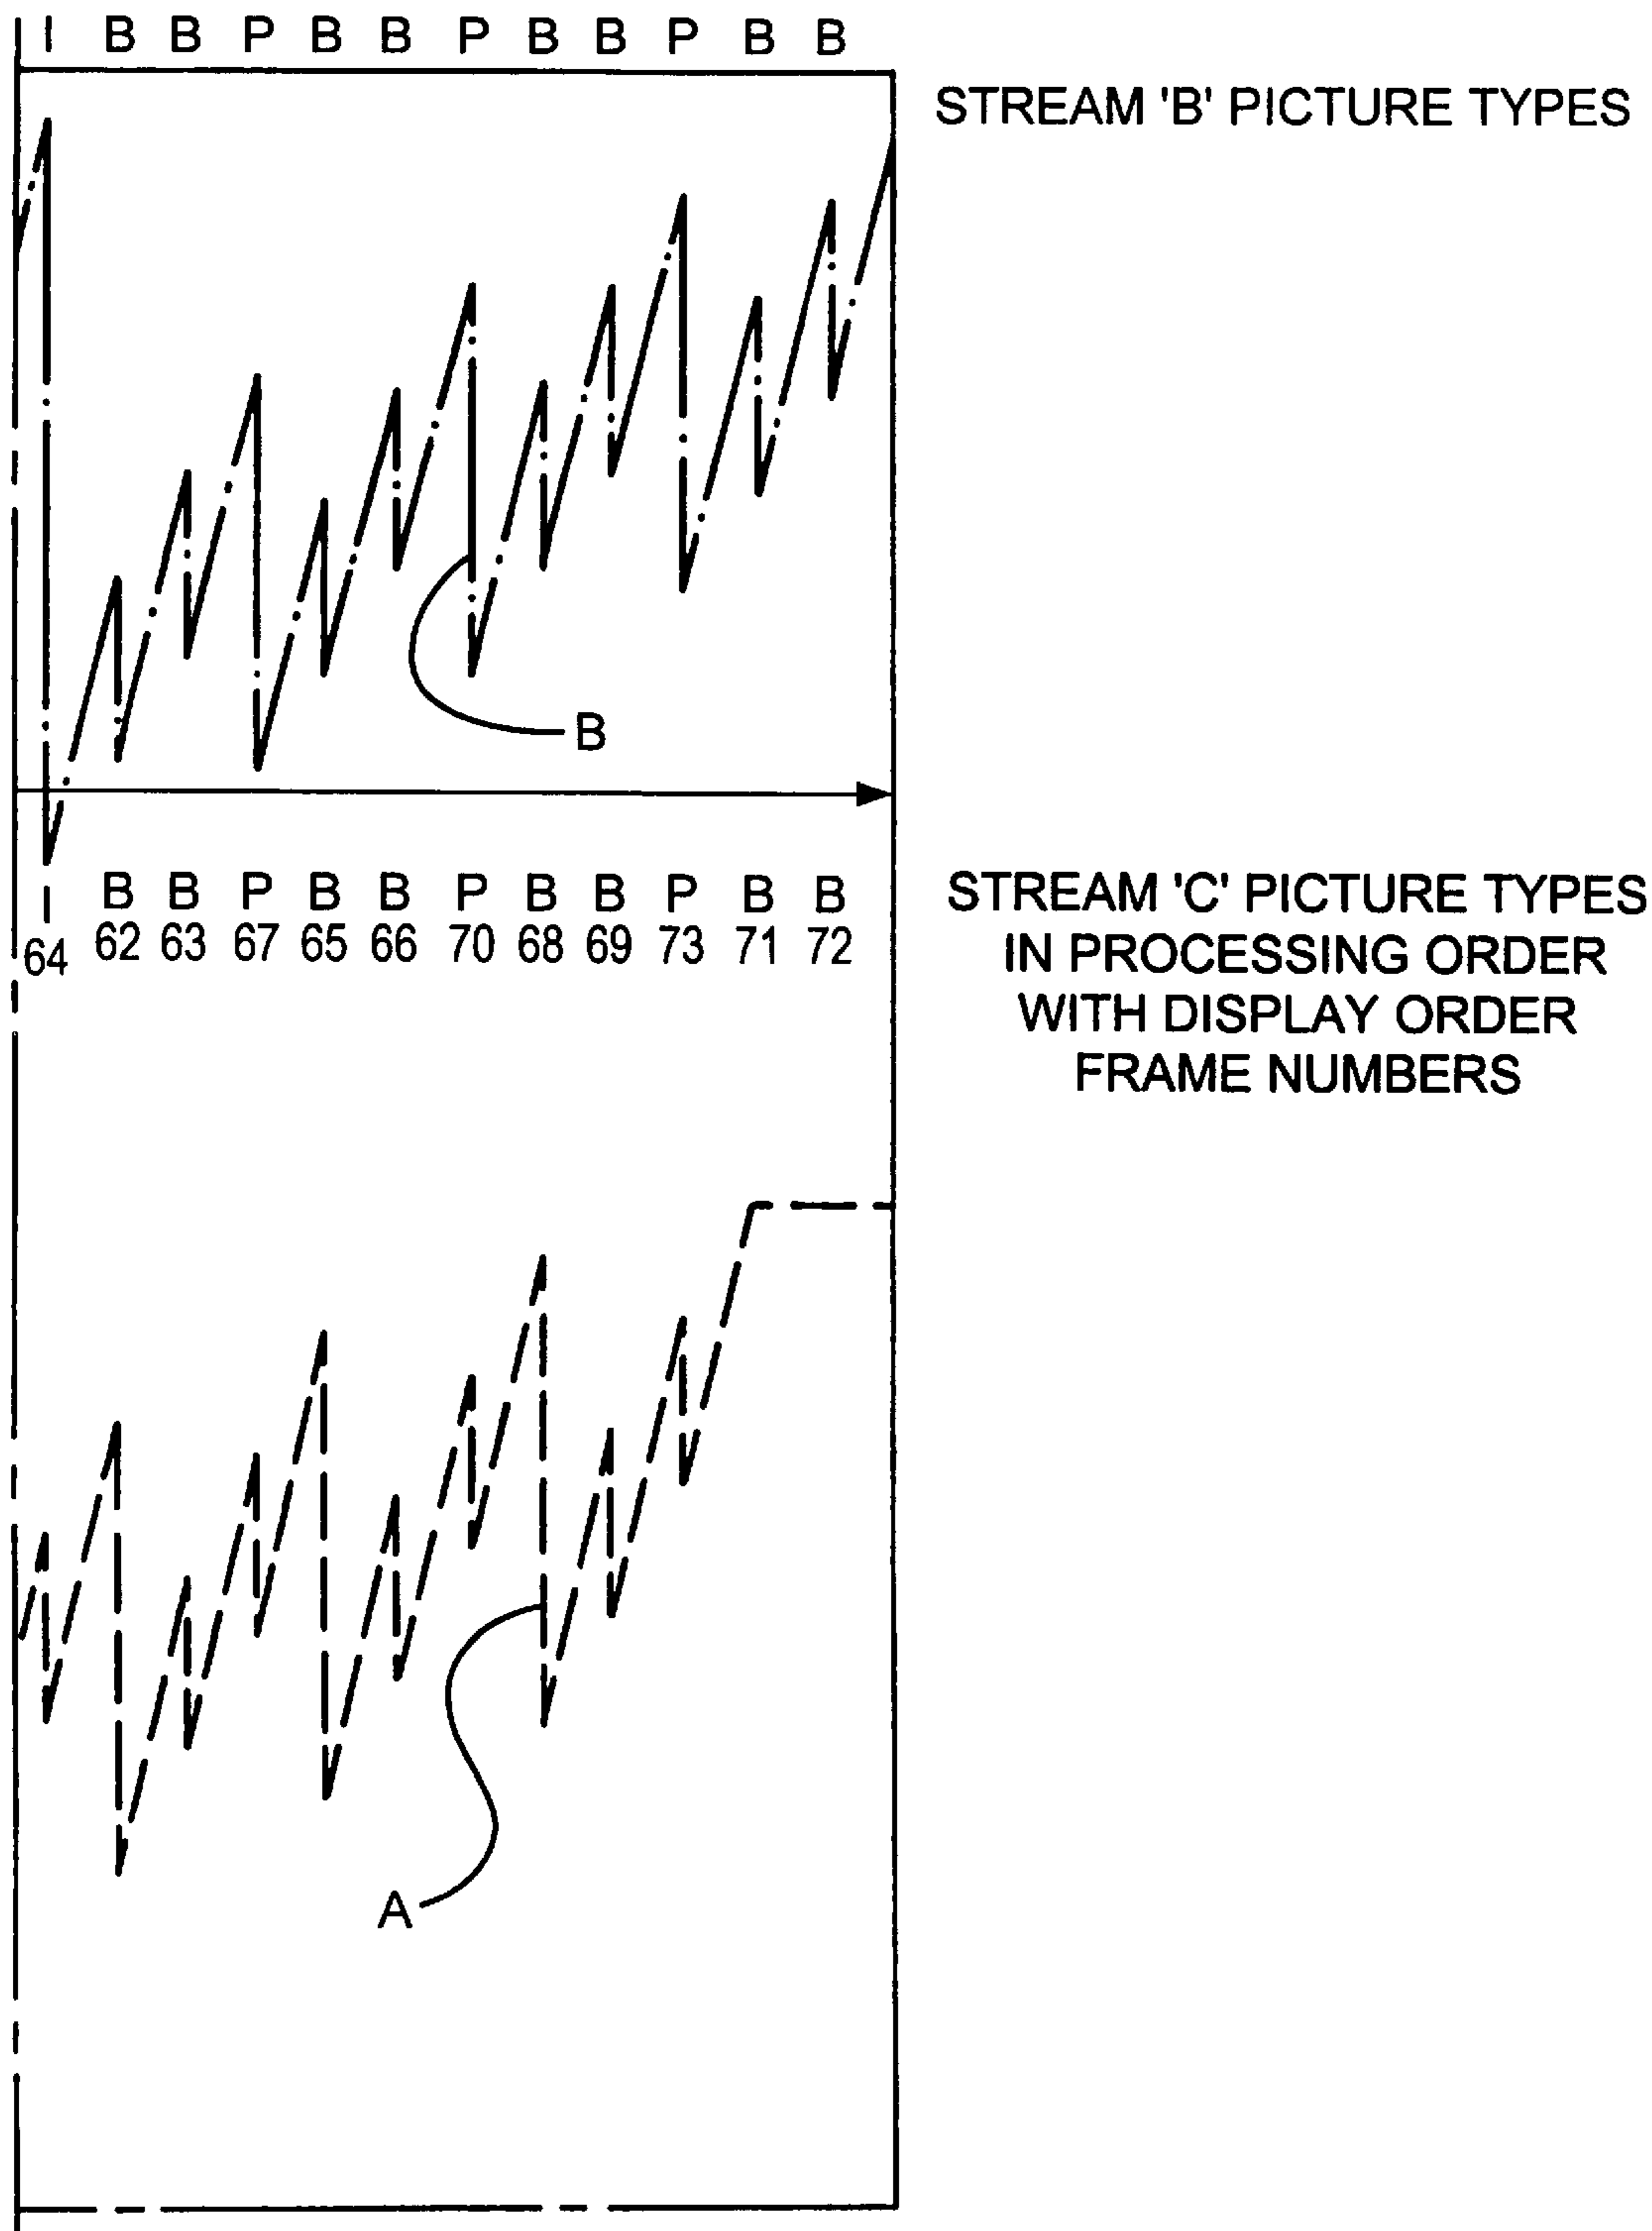 I B B P B B P B B P B B
STREAM 'B' PICTURE TYPES
B
I B B P B B P B B P B B
64 62 63 67 65 66 70 68 69 73 71 72
STREAM 'C' PICTURE TYPES
IN PROCESSING ORDER
WITH DISPLAY ORDER
FRAME NUMBERS
A